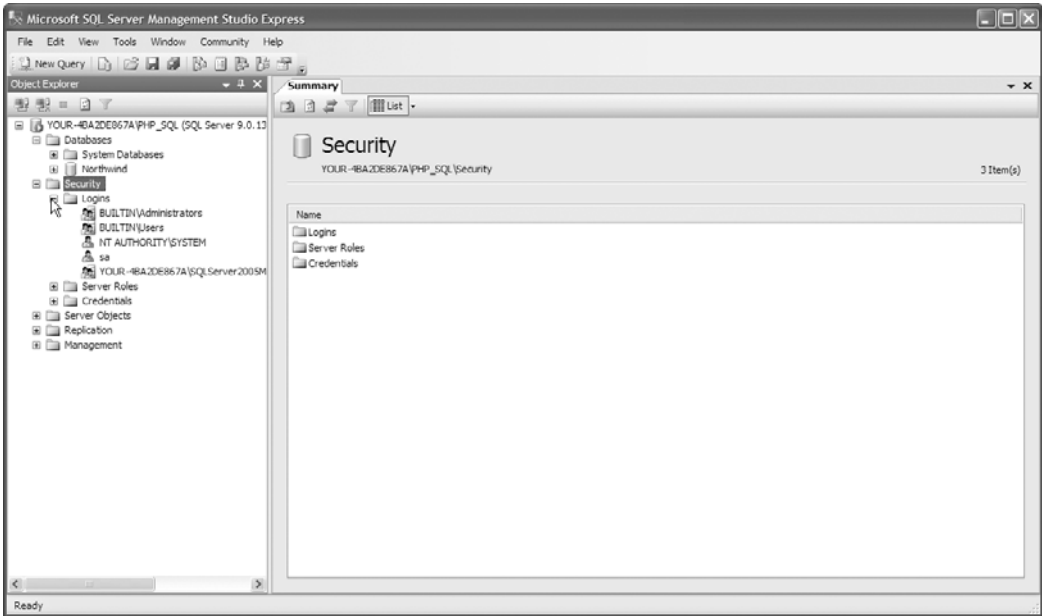 Microsoft SQL Server Management Studio Express
File Edit View Tools Window Community Help
New Query
Object Explorer
YOUR-4BA2DE867A\PHP_SQL (SQL Server 9.0.13
Databases
System Databases
Northwind
Security
Logins
BUILTIN\Administrators
BUILTIN\Users
NT AUTHORITY\SYSTEM
sa
YOUR-4BA2DE867A\SQLServer2005M
Server Roles
Credentials
Server Objects
Replication
Management
Summary
List
Security
YOUR-4BA2DE867A\PHP_SQL\Security
3 Item(s)
Name
Logins
Server Roles
Credentials
Ready